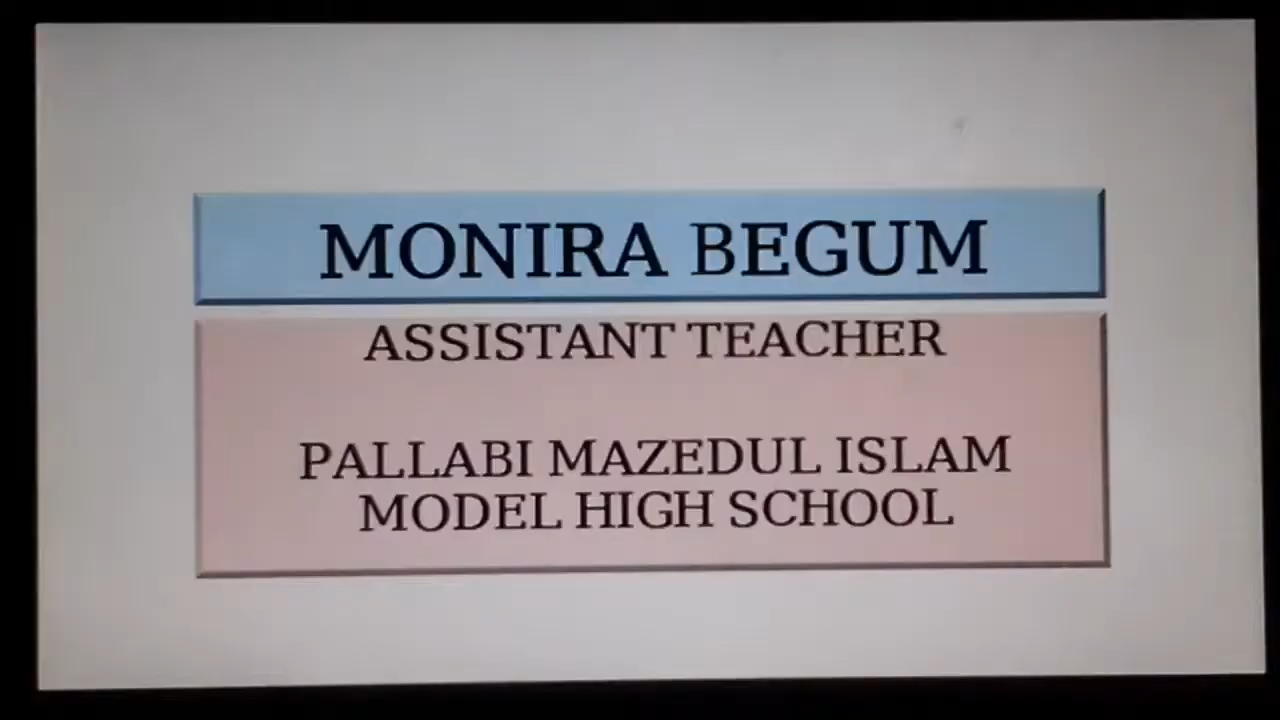 MONIRA BEGUM
ASSISTANT TEACHER
PALLABI MAZEDUL ISLAM
MODEL HIGH SCHOOL